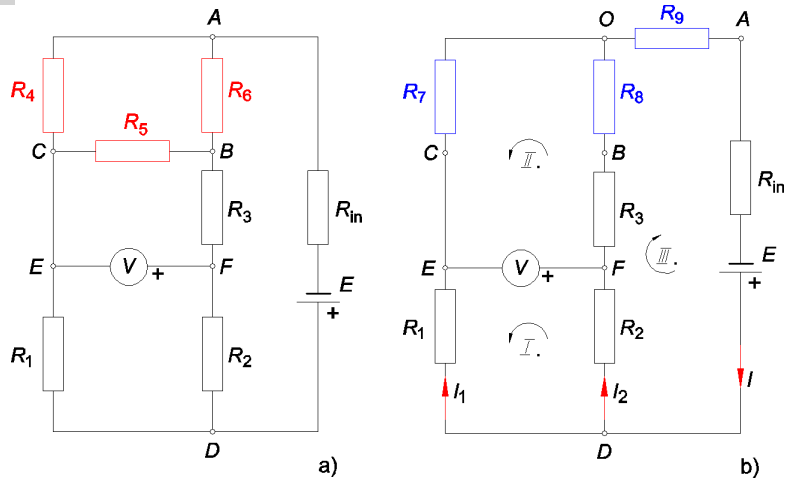 A
R4
R6
R5
C
B
R3
Rin
E
V
+
F
E
+
R1
R2
D
a)
O
R9
A
R7
R8
C
II.
B
Rin
R3
E
V
+
F
III.
E
+
R1
I.
R2
I1
I2
I
D
b)